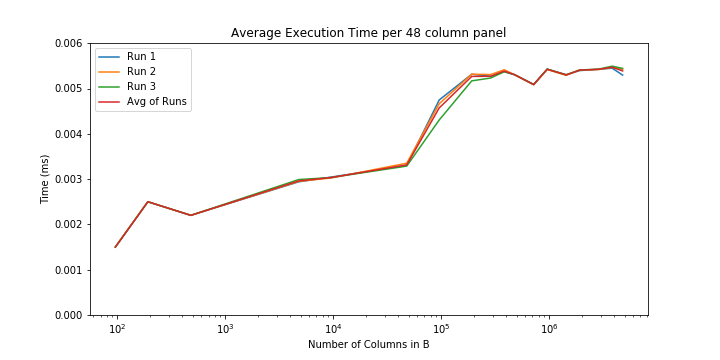 Average Execution Time per 48 column panel
Time (ms)
0.006
0.005
0.004
0.003
0.002
0.001
0.000
Run 1
Run 2
Run 3
Avg of Runs
10²
10³
10⁴
10⁵
10⁶
Number of Columns in B